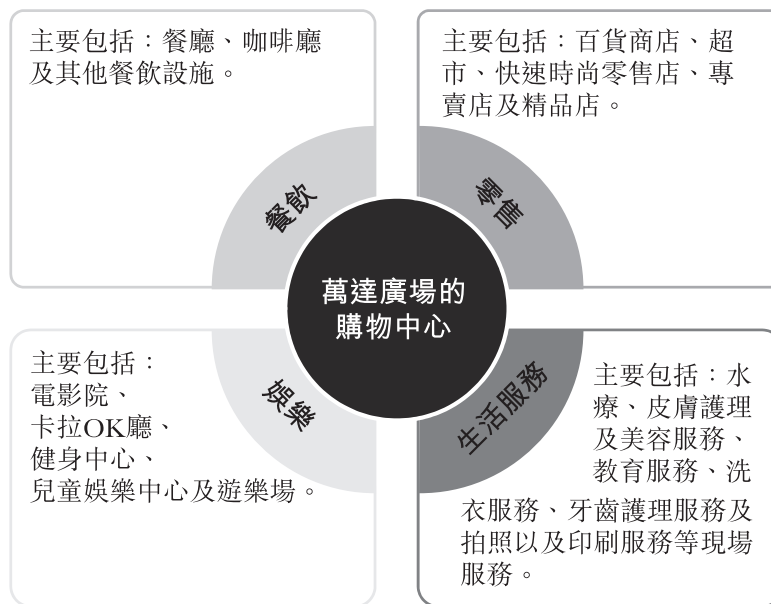 主要包括：餐廳、咖啡廳
及其他餐飲設施。
餐飲
主要包括：百貨商店、超
市、快速時尚零售店、專
賣店及精品店。
零售
萬達廣場的
購物中心
主要包括：
電影院、
卡拉OK廳、
健身中心、
兒童娛樂中心及遊樂場。
娛樂
生活服務
主要包括：水
療、皮膚護理
及美容服務、
教育服務、洗
衣服務、牙齒護理服務及
拍照以及印刷服務等現場
服務。